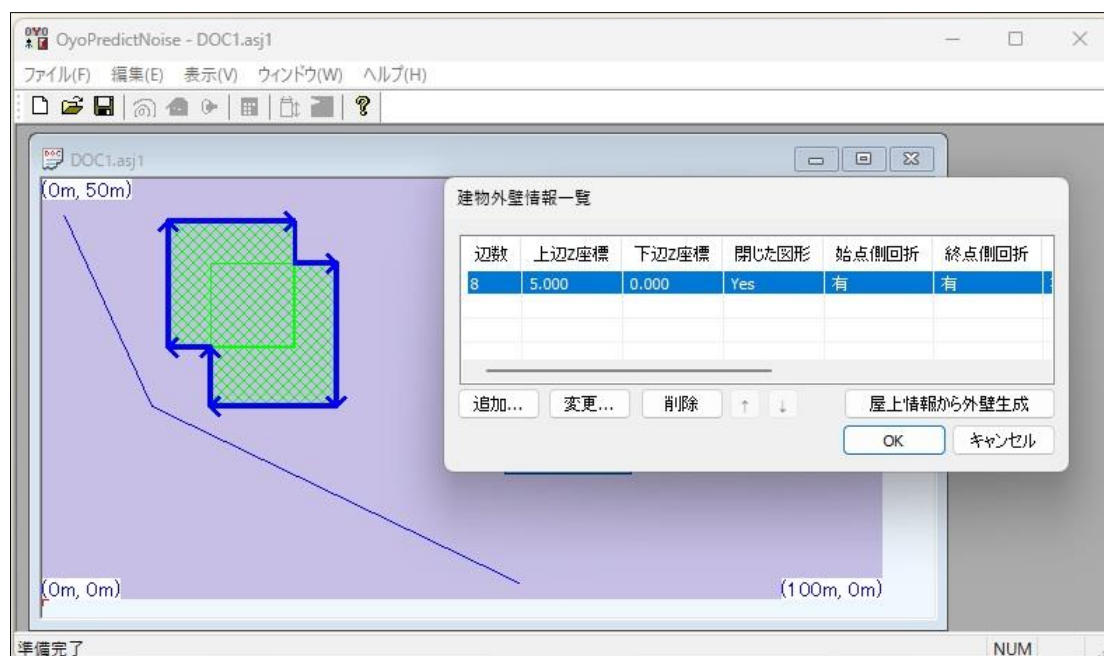 OYO OyoPredictNoise - DOC1.asj1
ファイル(F) 編集(E) 表示(V) ウィンドウ(W) ヘルプ(H)
DOC1.asj1
(0m, 50m)
建物外壁情報一覧
辺数 上辺Z座標 下辺Z座標 閉じた図形 始点側回折 終点側回折
8 5.000 0.000 Yes 有 有
追加... 変更... 削除 ↑ ↓ 屋上情報から外壁生成
OK キャンセル
(0m, 0m) (100m, 0m)
準備完了 NUM